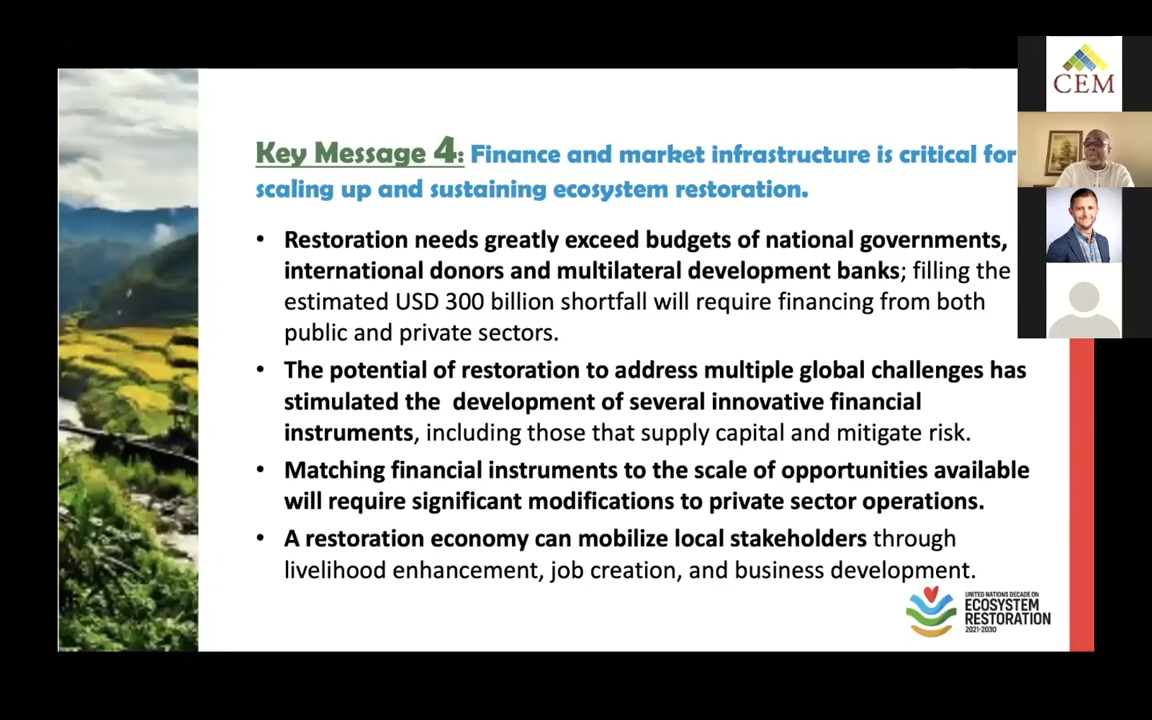 Key Message 4: Finance and market infrastructure is critical for
scaling up and sustaining ecosystem restoration.
• Restoration needs greatly exceed budgets of national governments,
international donors and multilateral development banks; filling the
estimated USD 300 billion shortfall will require financing from both
public and private sectors.
• The potential of restoration to address multiple global challenges has
stimulated the  development of several innovative financial
instruments, including those that supply capital and mitigate risk.
• Matching financial instruments to the scale of opportunities available
will require significant modifications to private sector operations.
• A restoration economy can mobilize local stakeholders through
livelihood enhancement, job creation, and business development.
UNITED NATIONS DECADE ON
ECOSYSTEM
RESTORATION
2021-2030
CEM